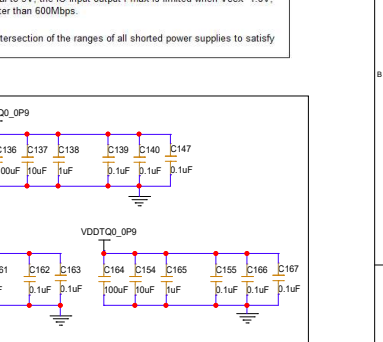 ter than 600Mbps.
tersection of the ranges of all shorted power supplies to satisfy
B
Q0_0P9
C136 C137 C138 C139 C140 C147
00uF 10uF 1uF 0.1uF 0.1uF 0.1uF
VDDTQ0_0P9
61 C162 C163 C164 C154 C165 C155 C166 C167
F 0.1uF 0.1uF 100uF 10uF 1uF 0.1uF 0.1uF 0.1uF